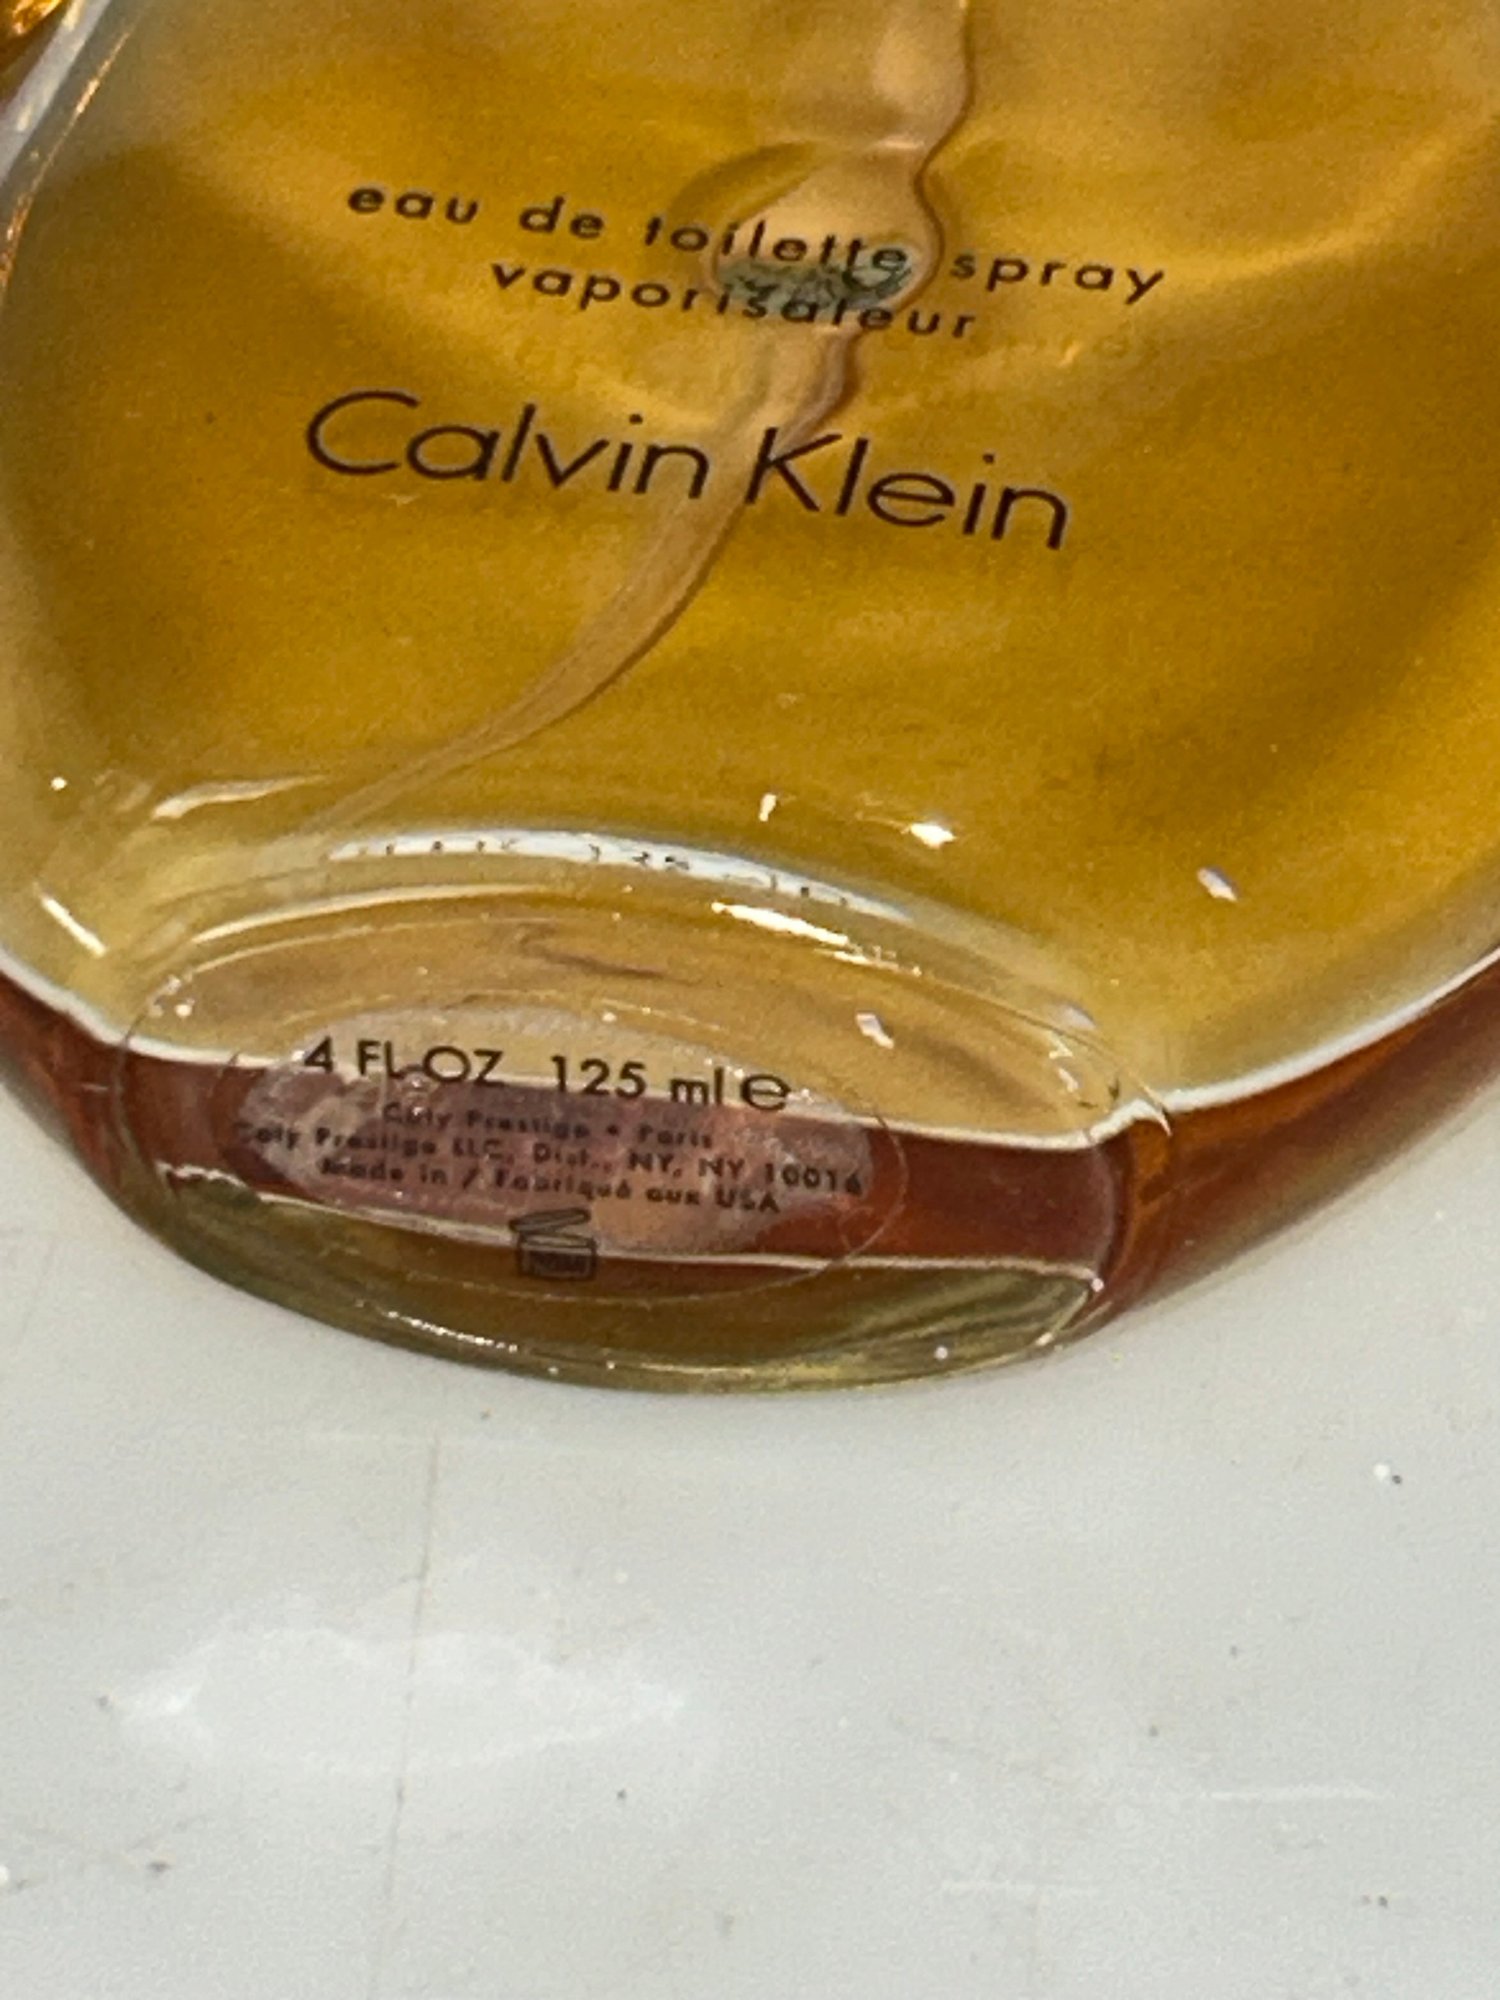 eau de toilette spray
vaporisateur
Calvin Klein
4 FL OZ 125 ml e
Coty Prestige • Paris
Coty Prestige LLC, Dist., NY, NY 10016
Made in / Fabriqué aux USA